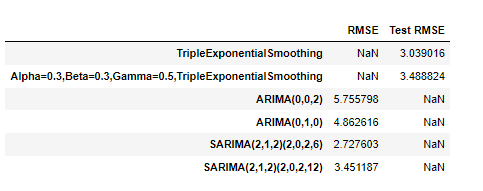 RMSE Test RMSE
TripleExponentialSmoothing NaN 3.039016
Alpha=0.3,Beta=0.3,Gamma=0.5,TripleExponentialSmoothing NaN 3.488824
ARIMA(0,0,2) 5.755798 NaN
ARIMA(0,1,0) 4.862616 NaN
SARIMA(2,1,2)(2,0,2,6) 2.727603 NaN
SARIMA(2,1,2)(2,0,2,12) 3.451187 NaN